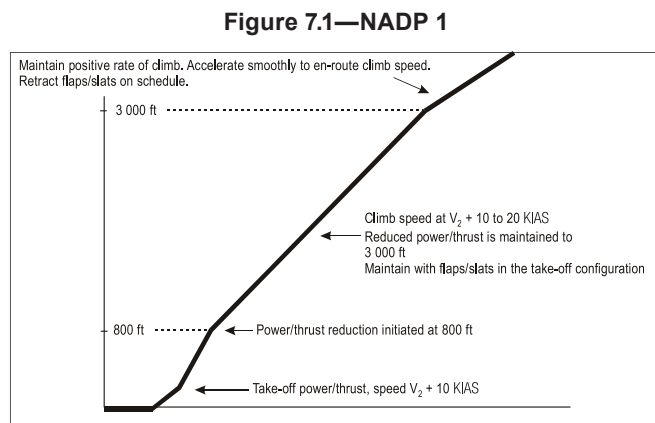 Figure 7.1—NADP 1
Maintain positive rate of climb. Accelerate smoothly to en-route climb speed.
Retract flaps/slats on schedule.
3 000 ft
Climb speed at V₂ + 10 to 20 KIAS
Reduced power/thrust is maintained to
3 000 ft
Maintain with flaps/slats in the take-off configuration
800 ft
Power/thrust reduction initiated at 800 ft
Take-off power/thrust, speed V₂ + 10 KIAS